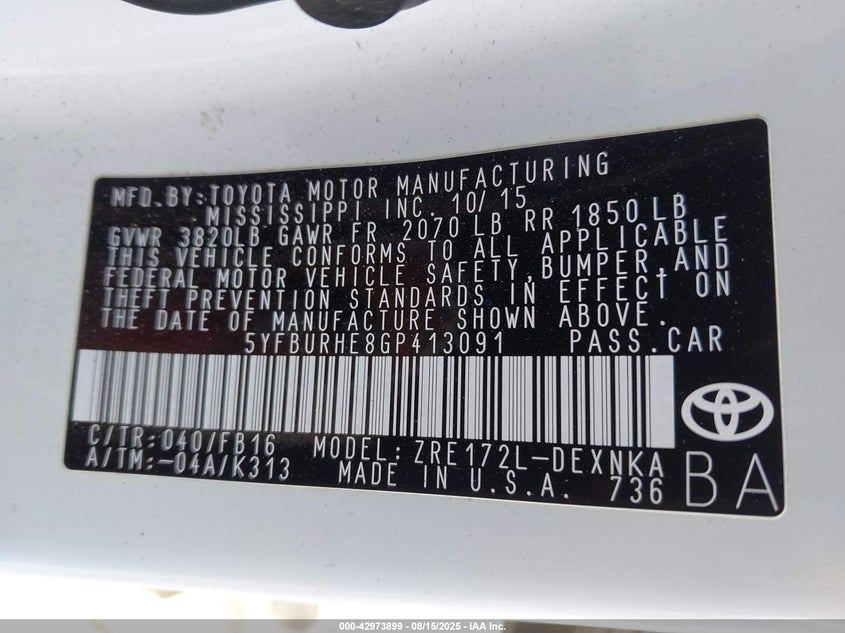 MFD.BY:TOYOTA MOTOR MANUFACTURING
MISSISSIPPI INC. 10/15
GVWR 3820LB GAWR FR 2070 LB RR 1850 LB
THIS VEHICLE CONFORMS TO ALL APPLICABLE
FEDERAL MOTOR VEHICLE SAFETY,BUMPER,AND
THEFT PREVENTION STANDARDS IN EFFECT ON
THE DATE OF MANUFACTURE SHOWN ABOVE.
5YFBURHE8GP413091 PASS.CAR
C/TR:040/FB16 MODEL:ZRE172L-DEXNKA
A/TM:-04A/K313 MADE IN U.S.A. 736 BA
000-42973899 - 08/15/2025 - IAA Inc.